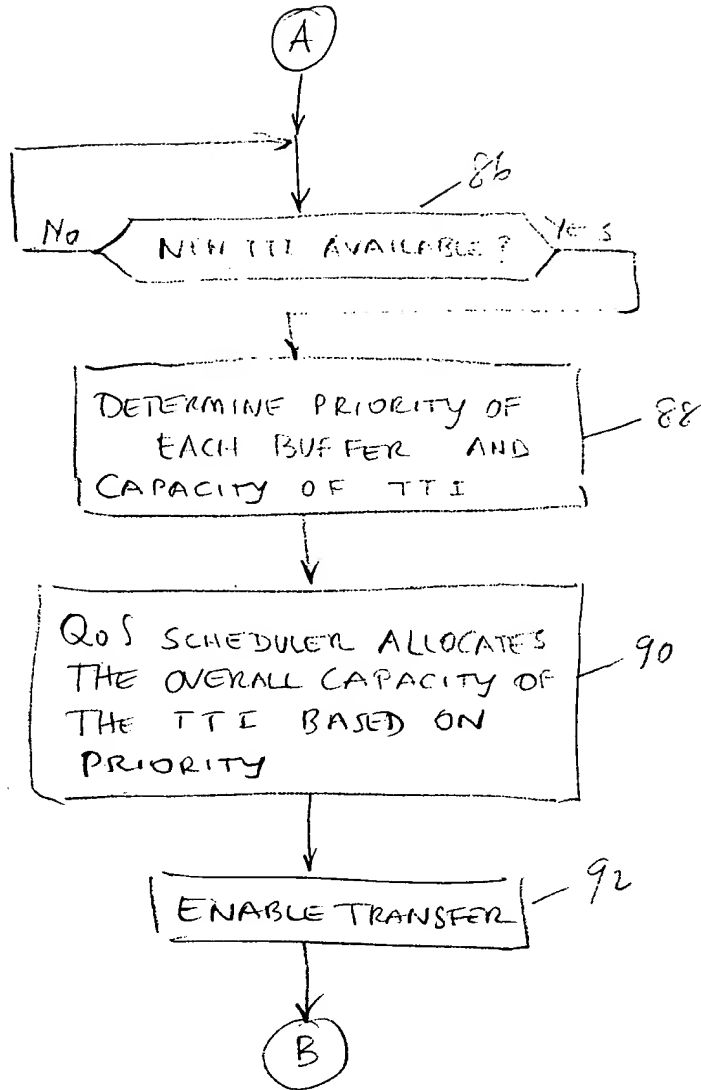 A
86
No
NEW TTI AVAILABLE?
Yes
DETERMINE PRIORITY OF
EACH BUFFER AND
CAPACITY OF TTI
88
QoS SCHEDULER ALLOCATES
THE OVERALL CAPACITY OF
THE TTI BASED ON
PRIORITY
90
ENABLE TRANSFER
92
B